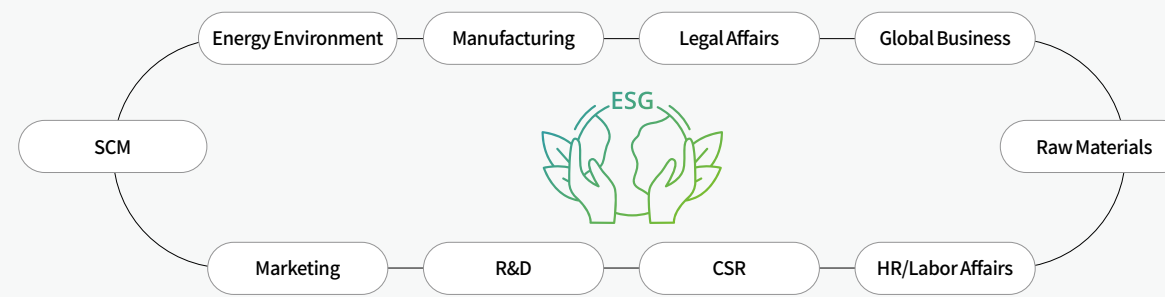 Energy Environment
Manufacturing
Legal Affairs
Global Business
ESG
SCM
Raw Materials
Marketing
R&D
CSR
HR/Labor Affairs